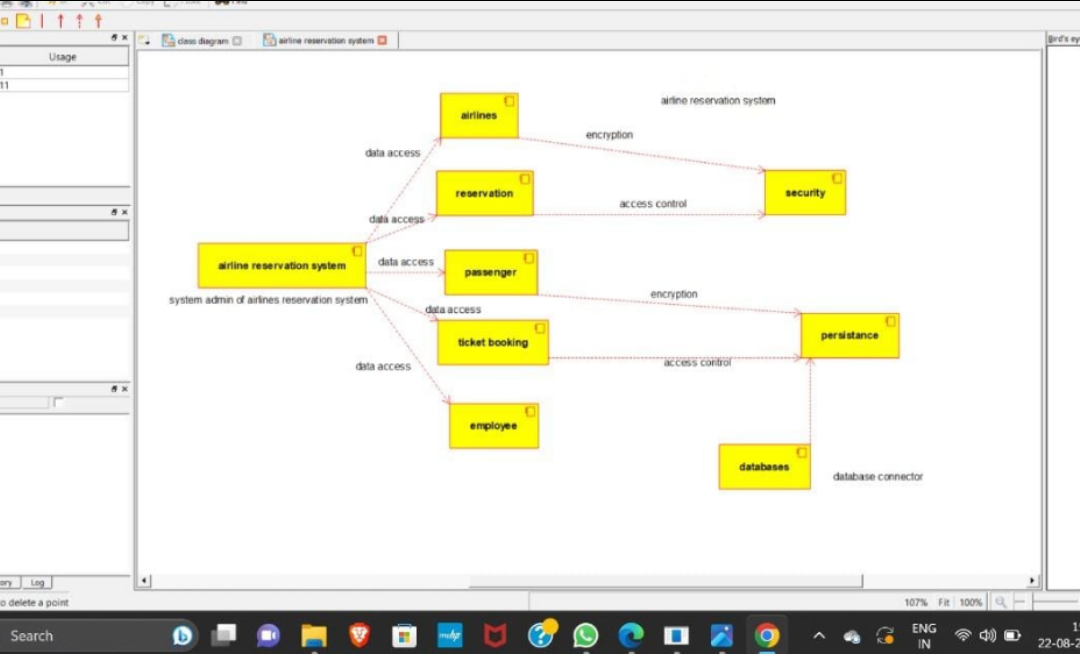 Usage
1
11
class diagram
airline reservation system
Bird's ey
airline reservation system
airlines
encryption
data access
reservation
security
access control
data access
airline reservation system
data access
passenger
system admin of airlines reservation system
encryption
data access
ticket booking
persistance
data access
access control
employee
databases
database connector
ory
Log
o delete a point
107%
Fit
100%
Search
ENG
IN
22-08-2